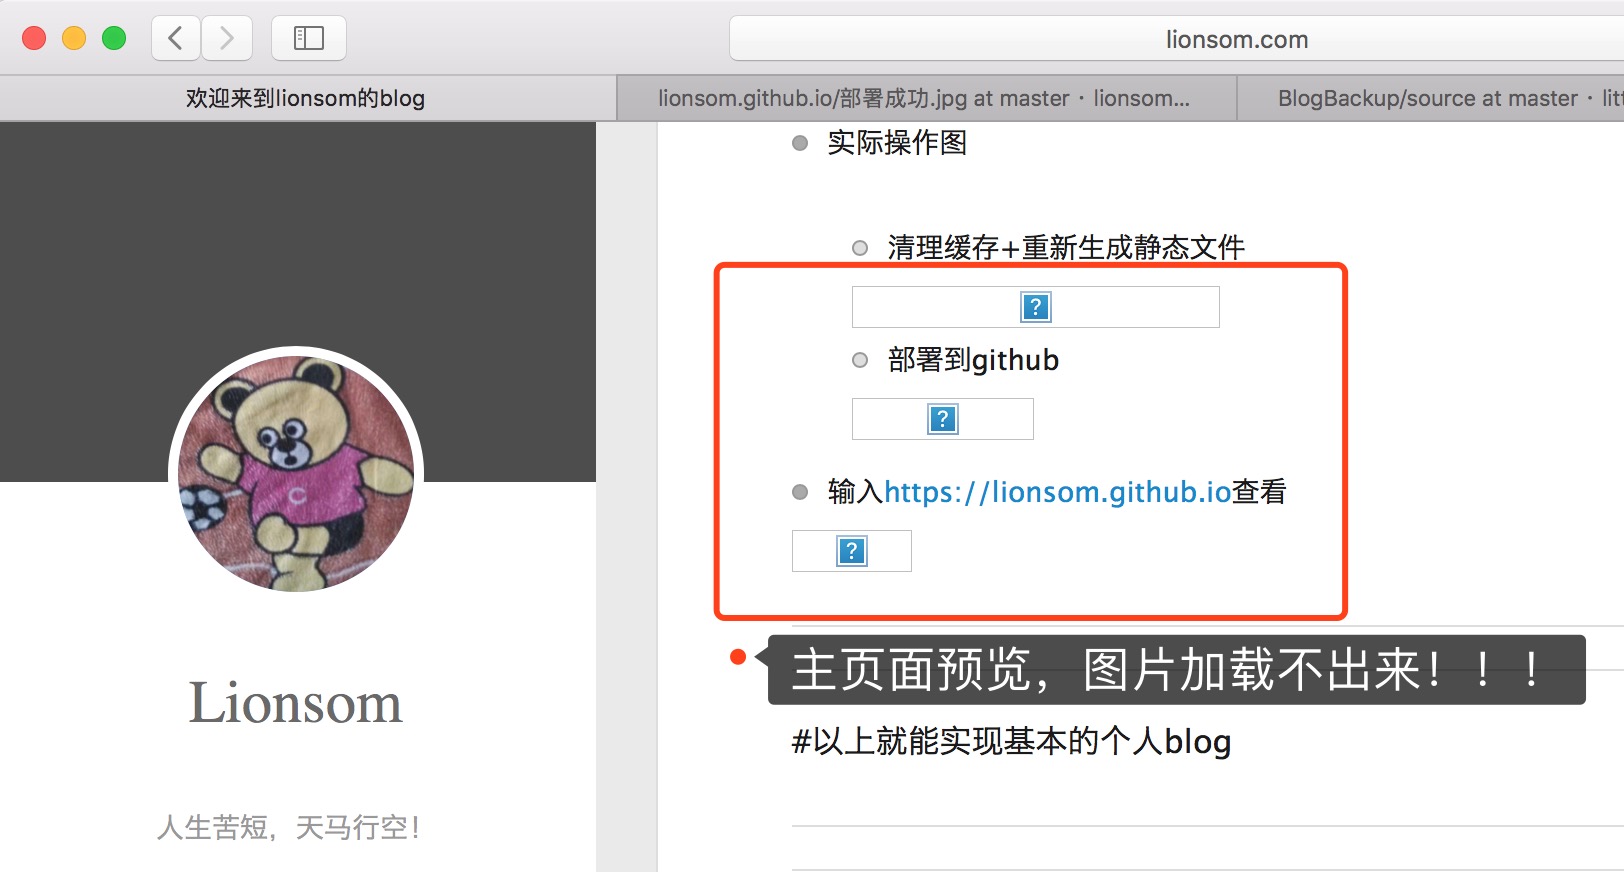 lionsom.com
欢迎来到lionsom的blog
lionsom.github.io/部署成功.jpg at master · lionsom...
BlogBackup/source at master · litt
实际操作图
清理缓存+重新生成静态文件
?
部署到github
?
输入https://lionsom.github.io查看
?
主页面预览，图片加载不出来！！！
#以上就能实现基本的个人blog
C
Lionsom
人生苦短，天马行空！